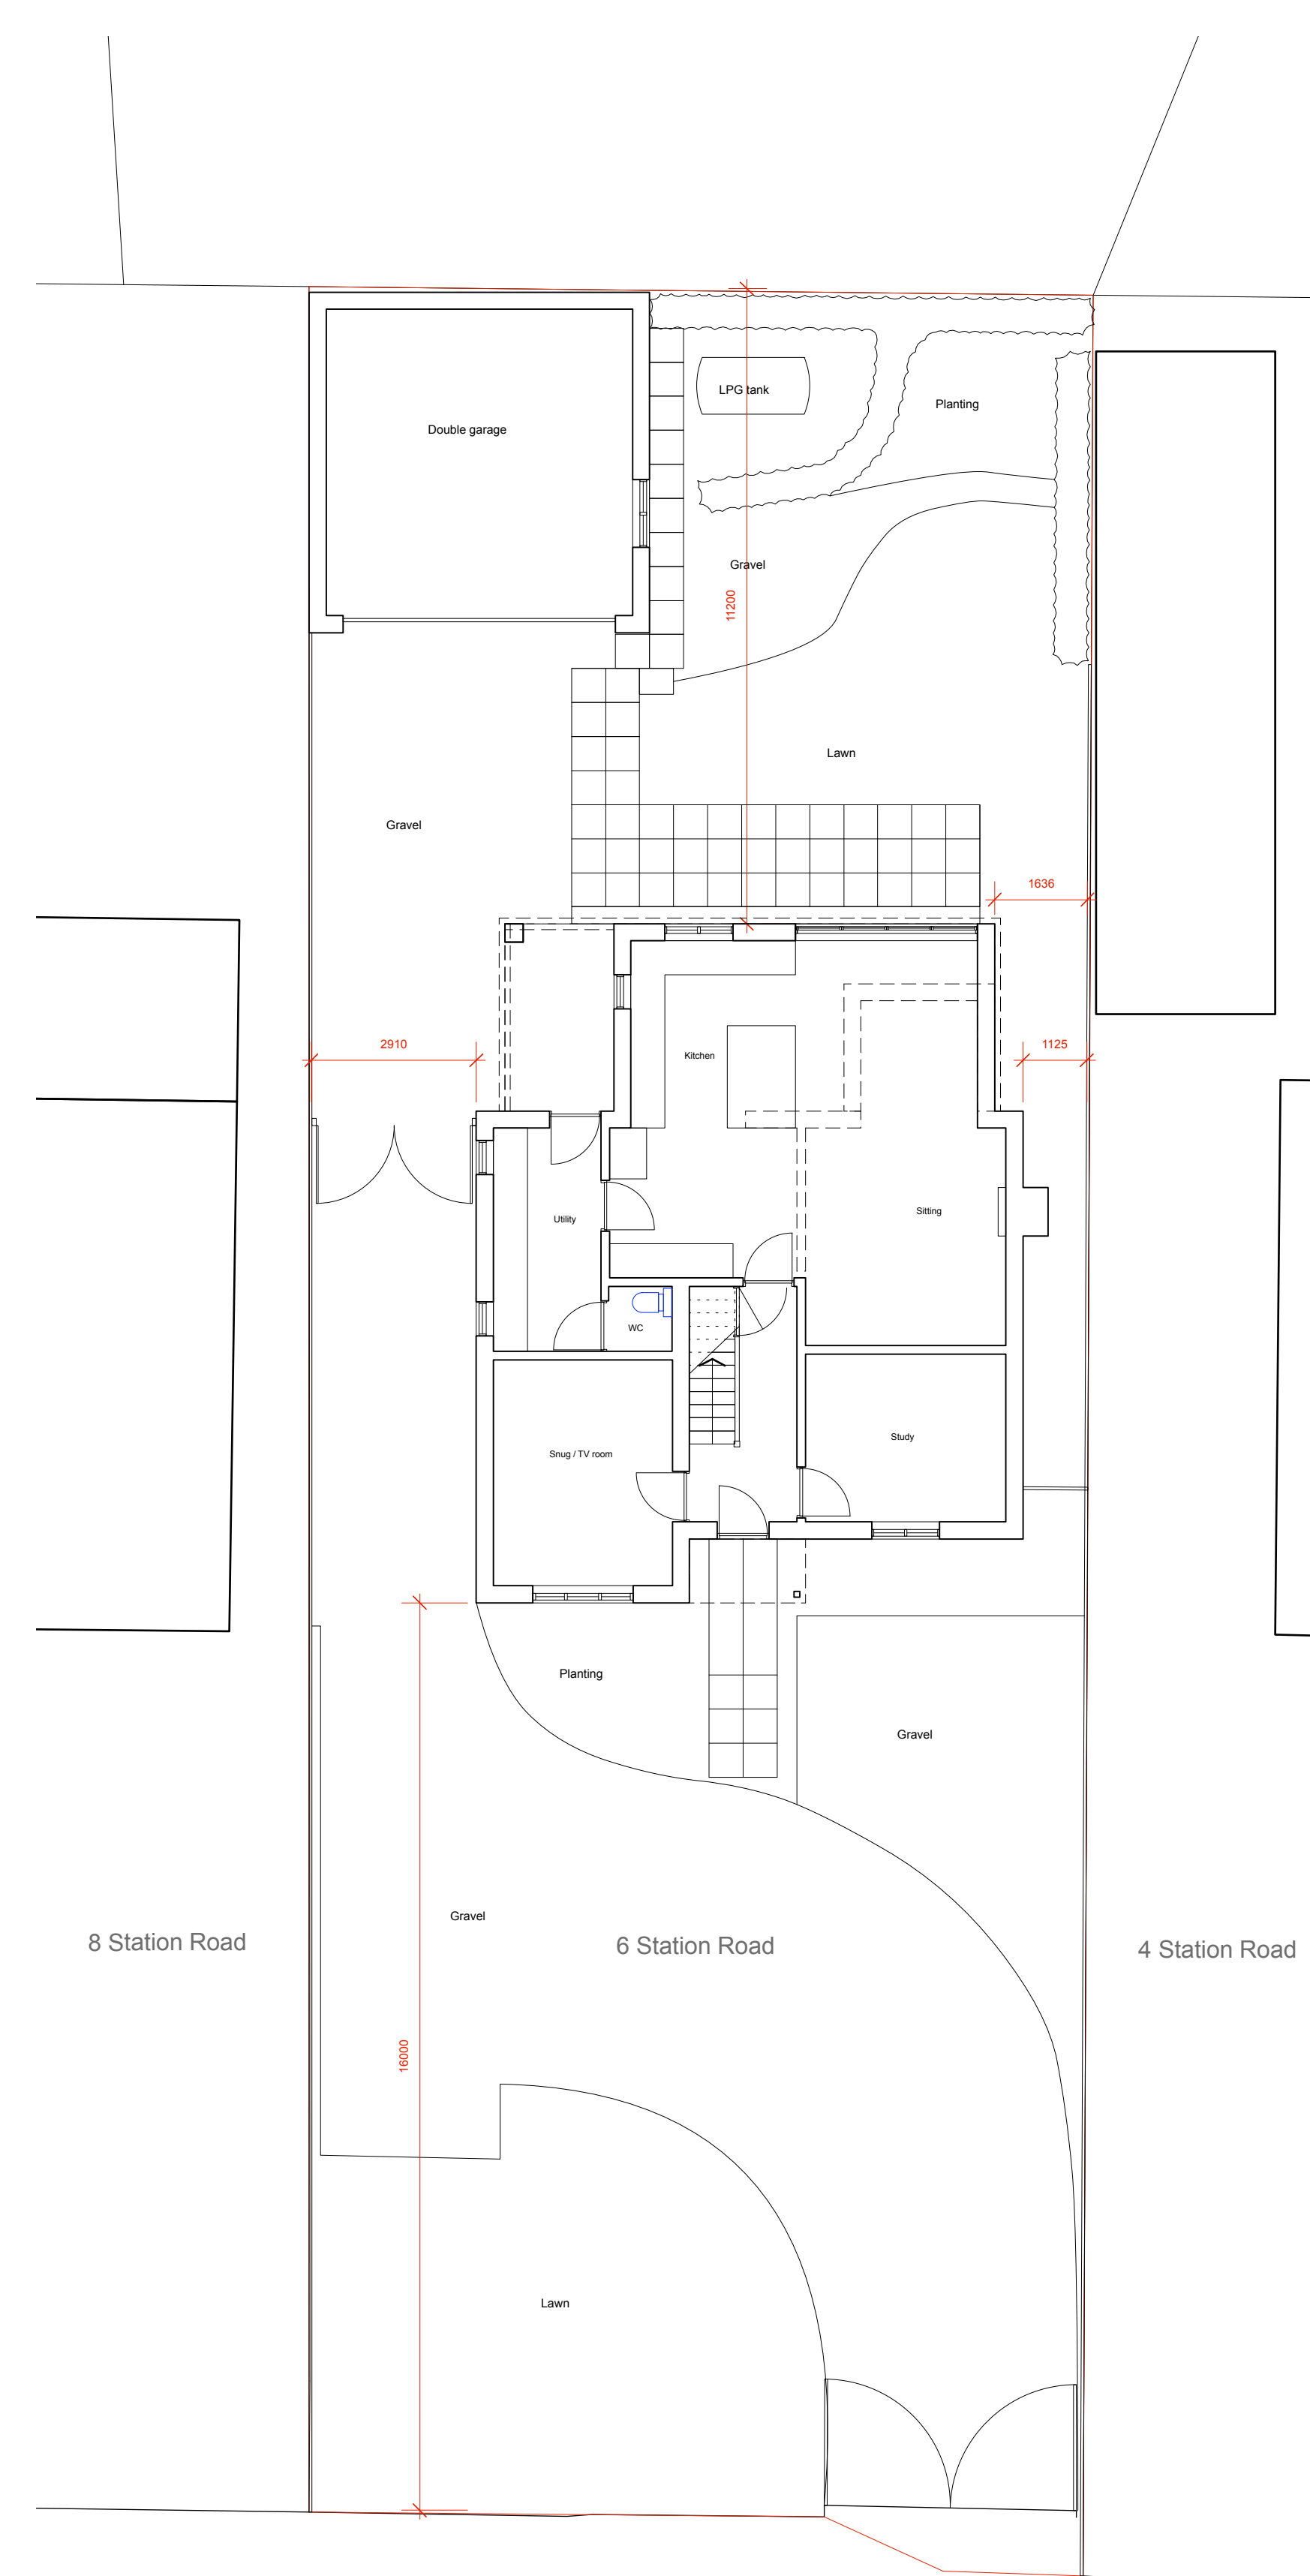 LPG tank
Planting
Double garage
Gravel
11200
Lawn
Gravel
1636
2910
1125
Kitchen
Sitting
Utility
WC
Study
Snug / TV room
Planting
Gravel
Gravel
8 Station Road
6 Station Road
4 Station Road
16000
Lawn